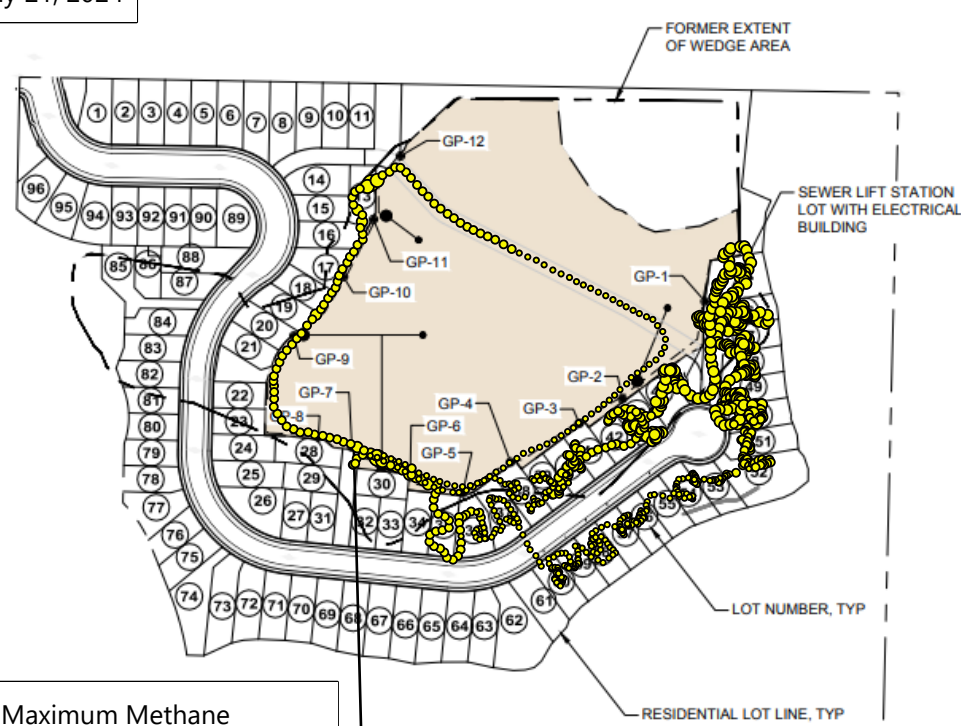 21, 2024
FORMER EXTENT
OF WEDGE AREA
1 2 3 4 5 6 7 8 9 10 11
GP-12
96
95
94 93 92 91 90 89
14
15
16
17
18
19
20
21
SEWER LIFT STATION
LOT WITH ELECTRICAL
BUILDING
GP-11
GP-10
GP-1
85 86 88
87
84
83
82
81
80
79
78
77
76
75
74
GP-9
GP-7
GP-8
GP-2
GP-3
GP-4
GP-6
GP-5
22
23
24
25
26
27 31
28
29
30
32 33 34
42
49
51
52
53
55
61
62
73 72 71 70 69 68 67 66 65 64 63
LOT NUMBER, TYP
RESIDENTIAL LOT LINE, TYP
Maximum Methane